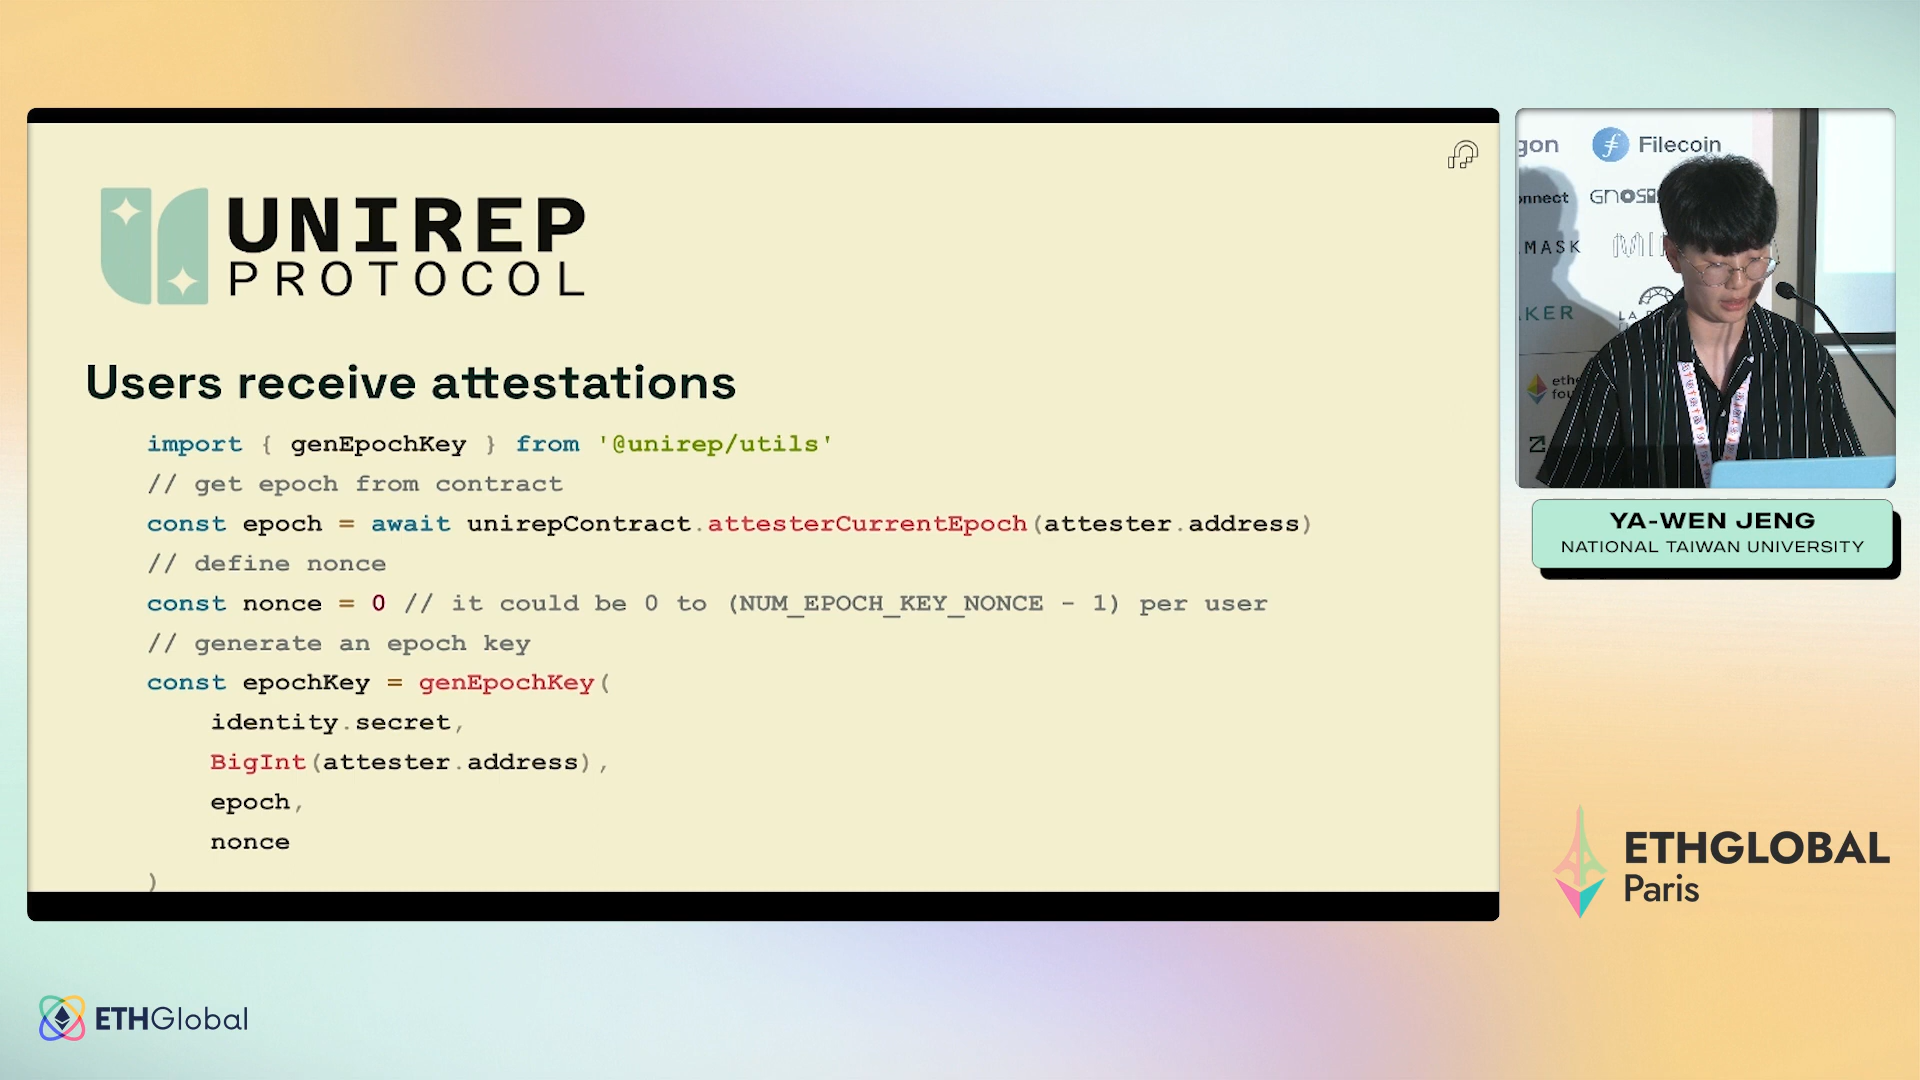 UNIREP
PROTOCOL
Users receive attestations
import { genEpochKey } from '@unirep/utils'
// get epoch from contract
const epoch = await unirepContract.attesterCurrentEpoch(attester.address)
// define nonce
const nonce = 0 // it could be 0 to (NUM_EPOCH_KEY_NONCE - 1) per user
// generate an epoch key
const epochKey = genEpochKey(
identity.secret,
BigInt(attester.address),
epoch,
nonce
)
Filecoin
YA-WEN JENG
NATIONAL TAIWAN UNIVERSITY
ETHGLOBAL
Paris
ETHGlobal